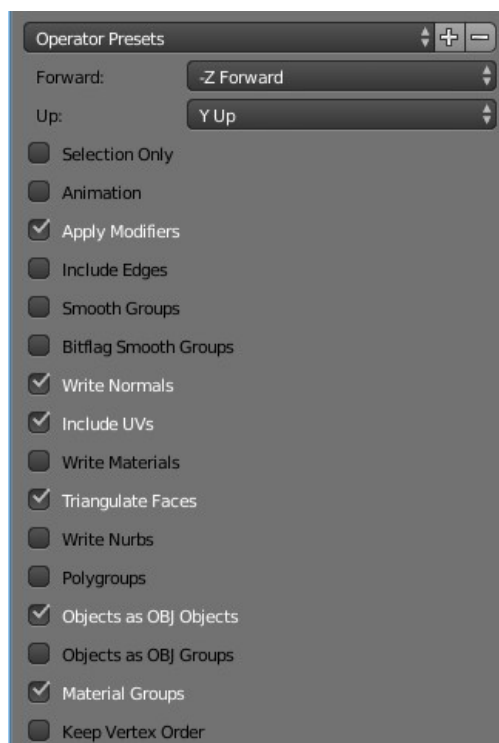 Operator Presets
Forward: -Z Forward
Up: Y Up
Selection Only
Animation
Apply Modifiers
Include Edges
Smooth Groups
Bitflag Smooth Groups
Write Normals
Include UVs
Write Materials
Triangulate Faces
Write Nurbs
Polygroups
Objects as OBJ Objects
Objects as OBJ Groups
Material Groups
Keep Vertex Order